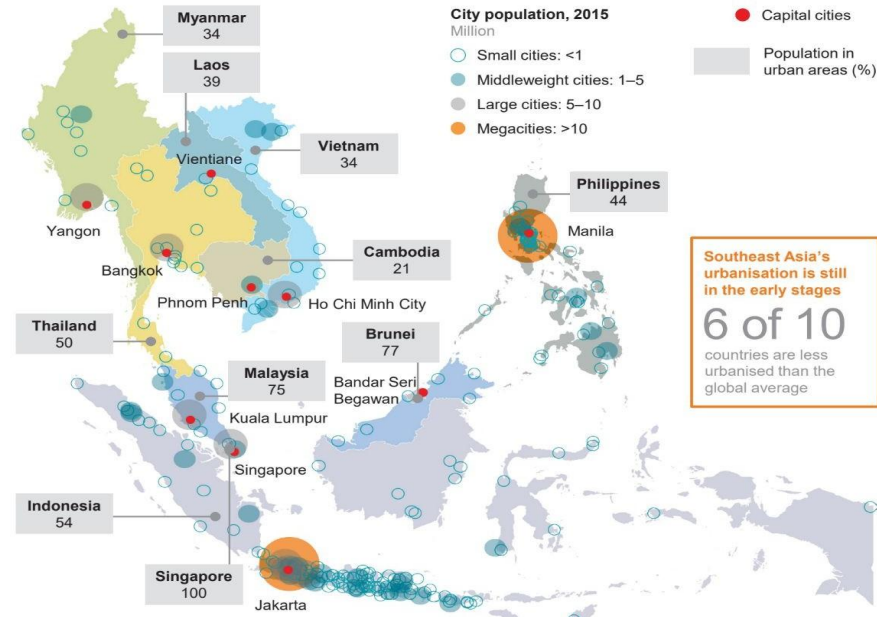 Myanmar
34
Laos
39
Vientiane
Vietnam
34
Yangon
Bangkok
Cambodia
21
Phnom Penh
Ho Chi Minh City
Thailand
50
Malaysia
75
Kuala Lumpur
Brunei
77
Bandar Seri
Begawan
Singapore
Indonesia
54
Singapore
100
Jakarta
City population, 2015
Million
Small cities: <1
Middleweight cities: 1–5
Large cities: 5–10
Megacities: >10
Capital cities
Population in
urban areas (%)
Philippines
44
Manila
Southeast Asia's
urbanisation is still
in the early stages
6 of 10
countries are less
urbanised than the
global average